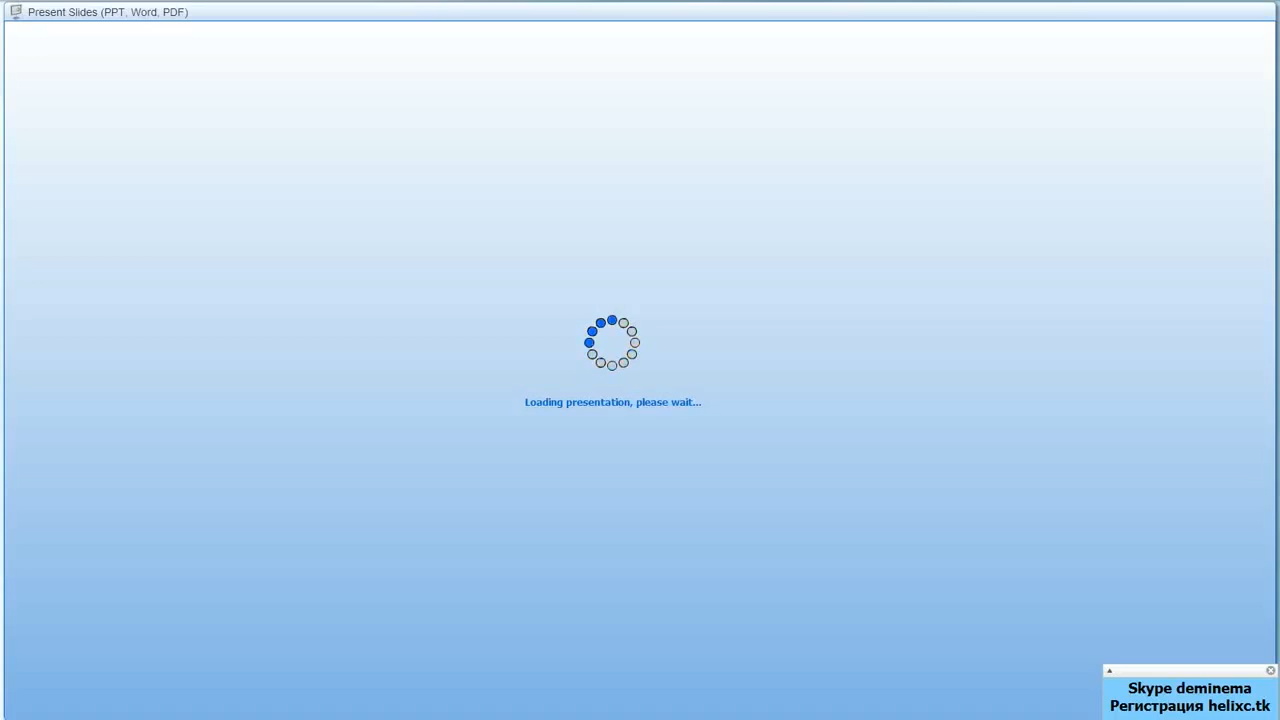 Present Slides (PPT, Word, PDF)
Loading presentation, please wait...
Skype deminema
Регистрация helixc.tk